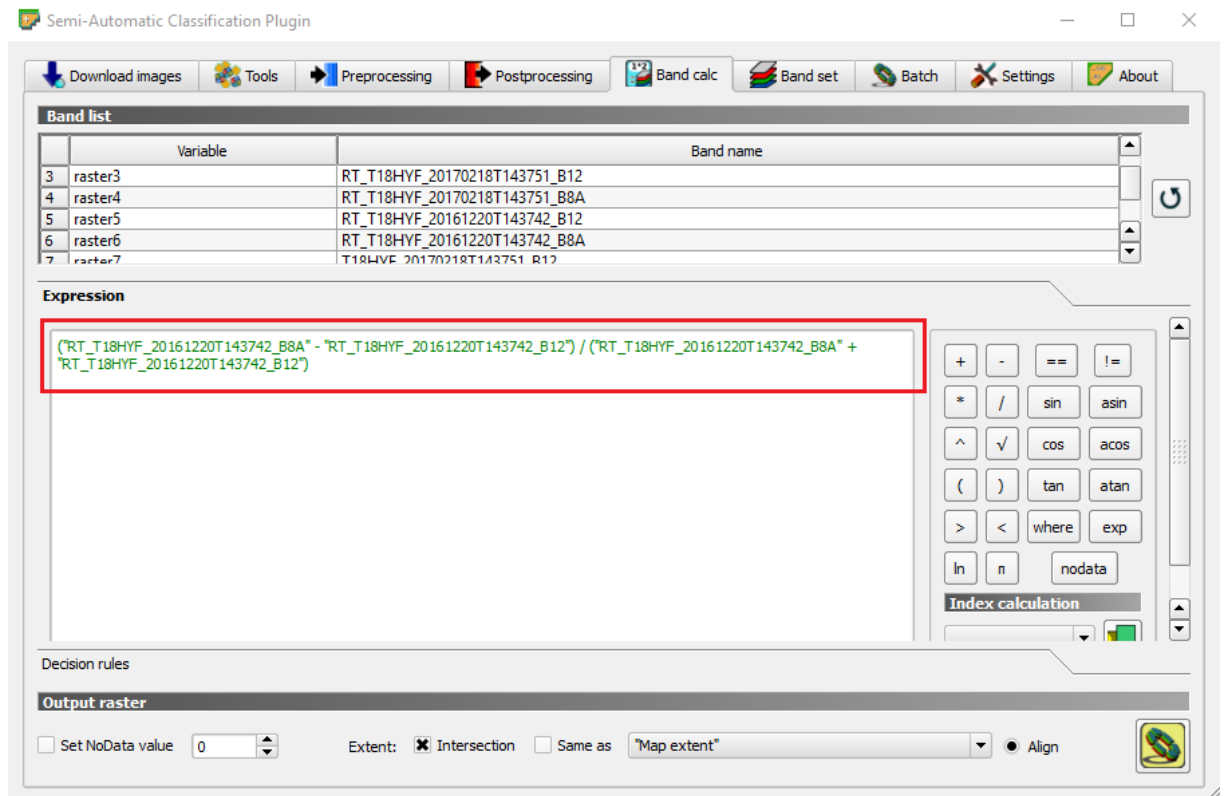 Semi-Automatic Classification Plugin
Download images Tools Preprocessing Postprocessing Band calc Band set Batch Settings About
Band list
Variable Band name
3 raster3 RT_T18HYF_20170218T143751_B12
4 raster4 RT_T18HYF_20170218T143751_B8A
5 raster5 RT_T18HYF_20161220T143742_B12
6 raster6 RT_T18HYF_20161220T143742_B8A
7 raster7 T18HYF_20170218T143751_B12
Expression
("RT_T18HYF_20161220T143742_B8A" - "RT_T18HYF_20161220T143742_B12") / ("RT_T18HYF_20161220T143742_B8A" +
"RT_T18HYF_20161220T143742_B12")
+ - == !=
* / sin asin
^ √ cos acos
( ) tan atan
> < where exp
ln π nodata
Index calculation
Decision rules
Output raster
Set NoData value 0 Extent: Intersection Same as "Map extent" Align